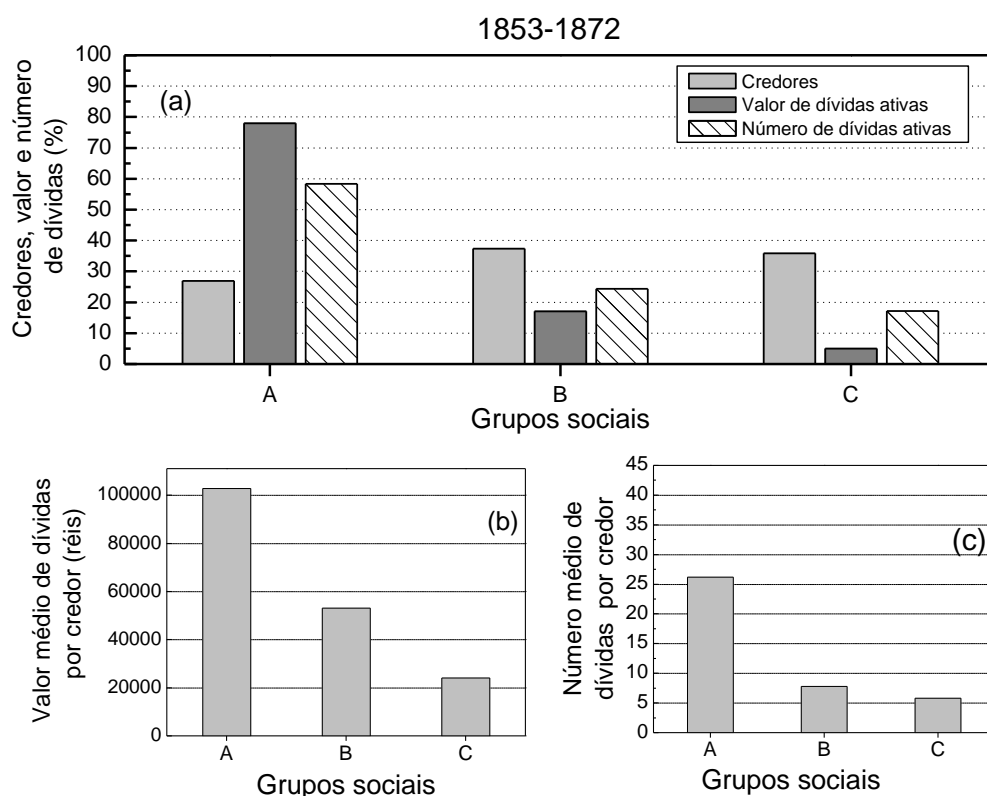 1853-1872
(a)
Credores
Valor de dívidas ativas
Número de dívidas ativas
Credores, valor e número
de dívidas (%)
100
90
80
70
60
50
40
30
20
10
0
A B C
Grupos sociais
(b)
Valor médio de dívidas
por credor (réis)
100000
80000
60000
40000
20000
0
A B C
Grupos sociais
(c)
Número médio de
dívidas por credor
45
40
35
30
25
20
15
10
5
0
A B C
Grupos sociais